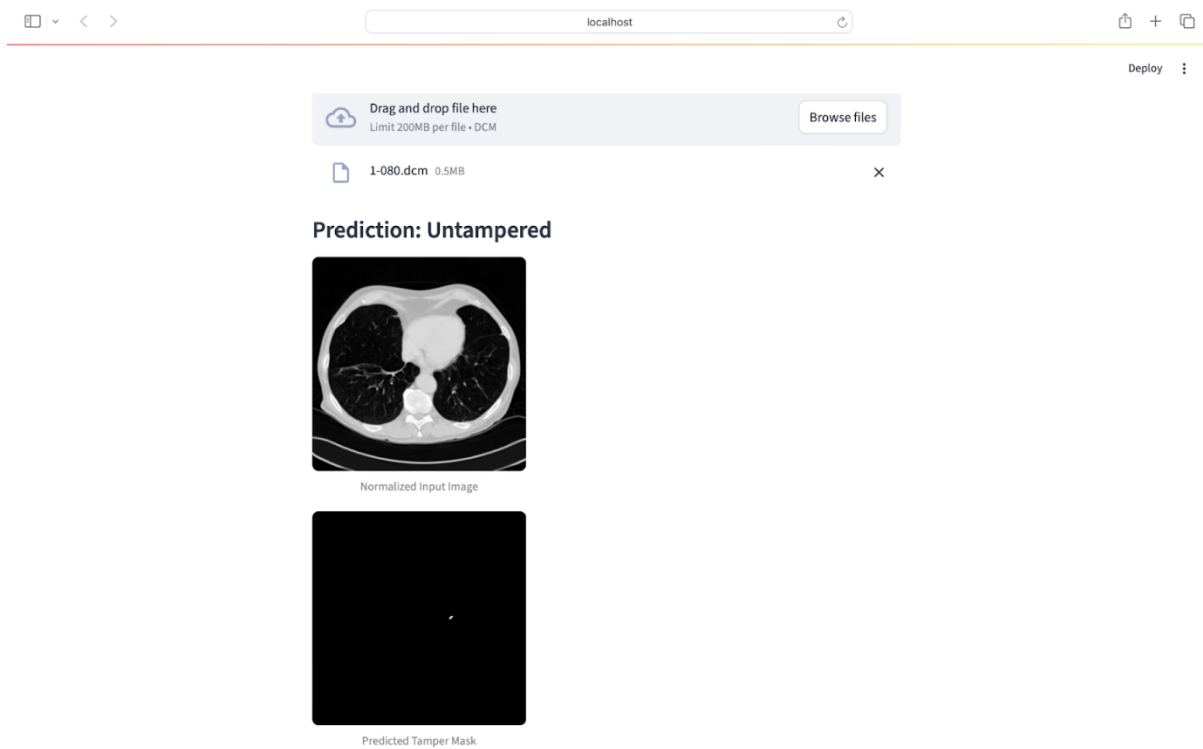 localhost
Deploy
Drag and drop file here
Limit 200MB per file • DCM
Browse files
1-080.dcm 0.5MB
Prediction: Untampered
Normalized Input Image
Predicted Tamper Mask